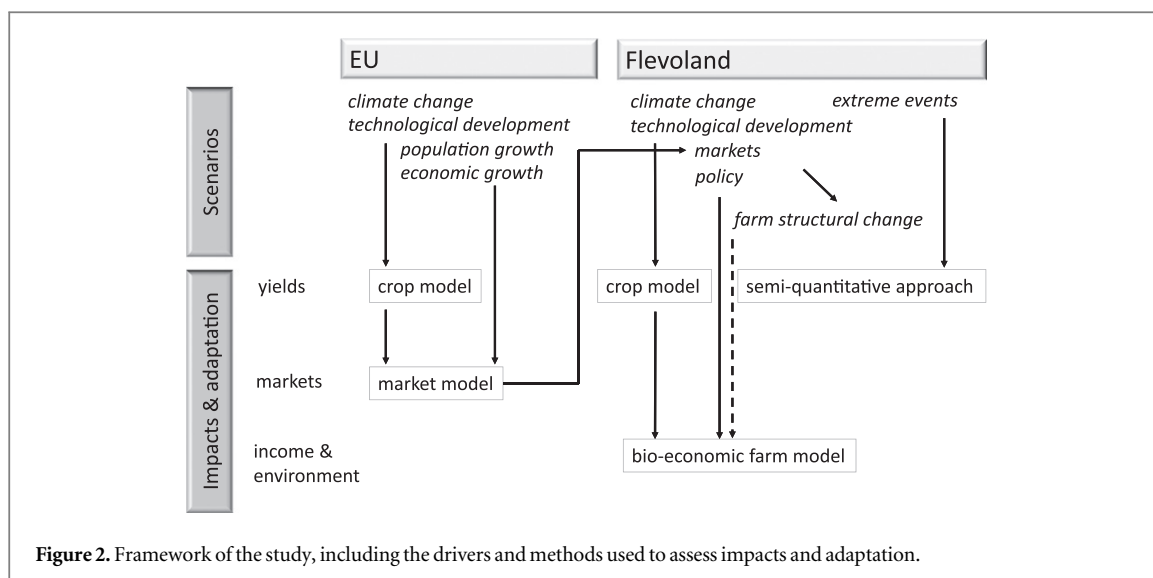 EU
Flevoland
Scenarios
climate change
technological development
population growth
economic growth
climate change
technological development
markets
policy
extreme events
farm structural change
Impacts & adaptation
yields
crop model
crop model
semi-quantitative approach
markets
market model
income &
environment
bio-economic farm model
Figure 2. Framework of the study, including the drivers and methods used to assess impacts and adaptation.